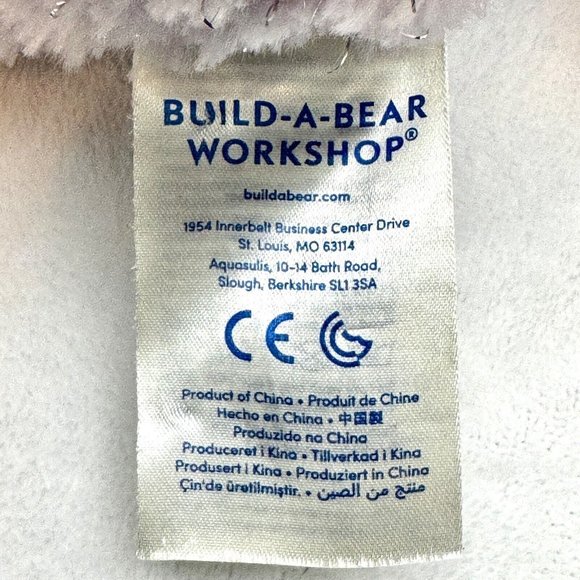 BUILD-A-BEAR
WORKSHOP®
buildabear.com
1954 Innerbelt Business Center Drive
St. Louis, MO 63114
Aquasulis, 10-14 Bath Road,
Slough, Berkshire SL1 3SA
CE
Product of China • Produit de Chine
Hecho en China • 中国製
Produzido na China
Produceret i Kina • Tillverkad i Kina
Produsert i Kina • Produziert in China
Çin'de üretilmiştir. • منتج من الصين